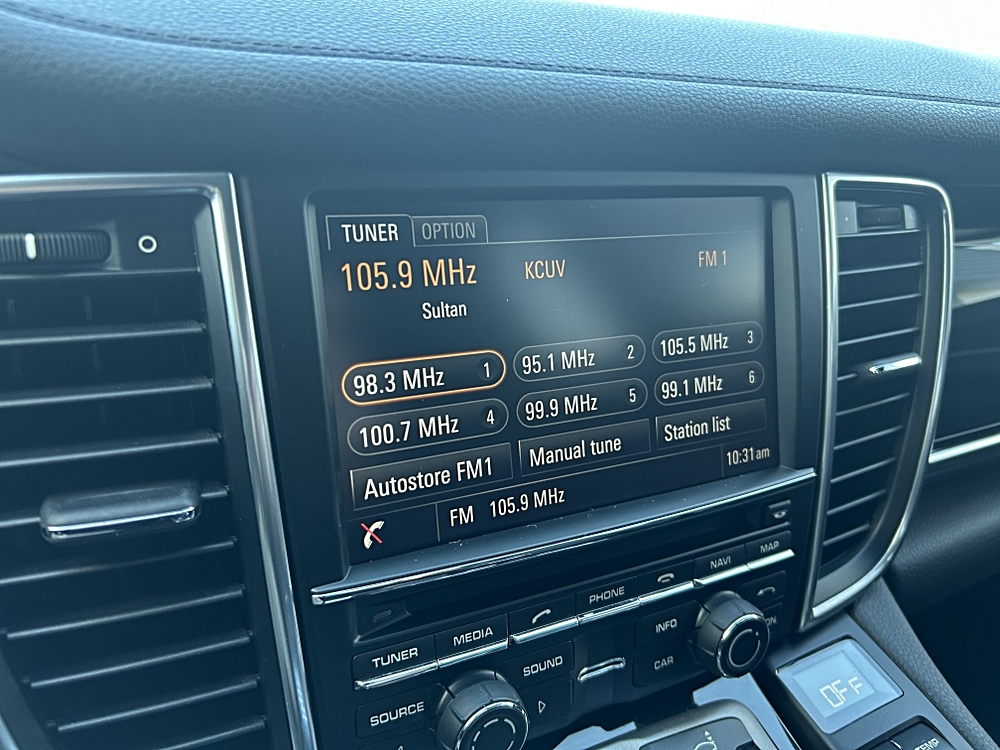 TUNER OPTION
105.9 MHz KCUV FM 1
Sultan
98.3 MHz 1 95.1 MHz 2 105.5 MHz 3
100.7 MHz 4 99.9 MHz 5 99.1 MHz 6
Autostore FM1 Manual tune Station list
10:31 am
FM 105.9 MHz
TUNER MEDIA PHONE NAVI MAP
SOURCE SOUND INFO
CAR
OFF